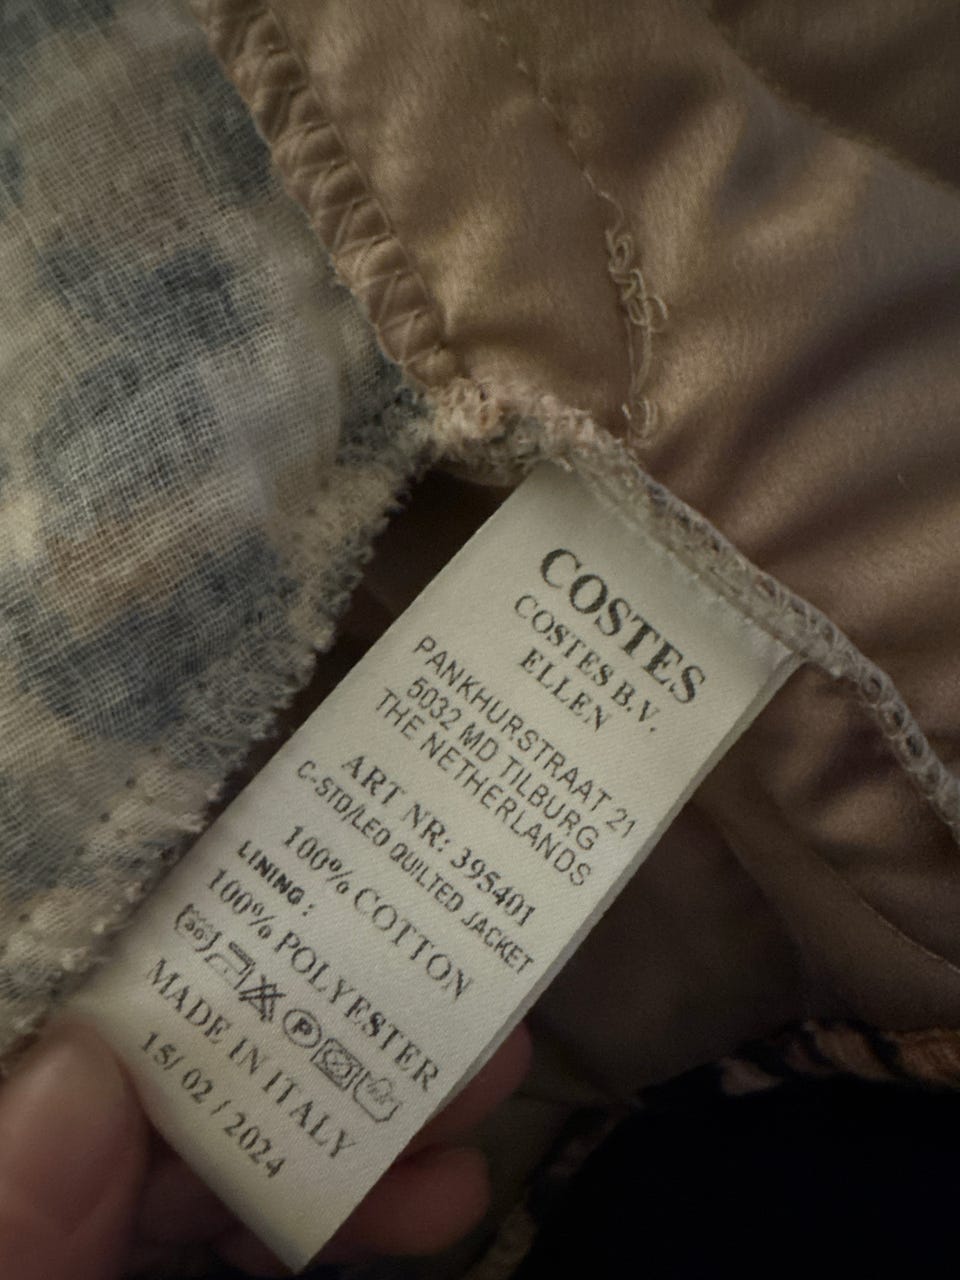 COSTES
COSTES B.V.
ELLEN
PANKHURSTRAAT 21
5032 MD TILBURG
THE NETHERLANDS
ART NR: 395401
C-STD/LEO QUILTED JACKET
100% COTTON
LINING :
100% POLYESTER
30
P
MADE IN ITALY
15/ 02 / 2024